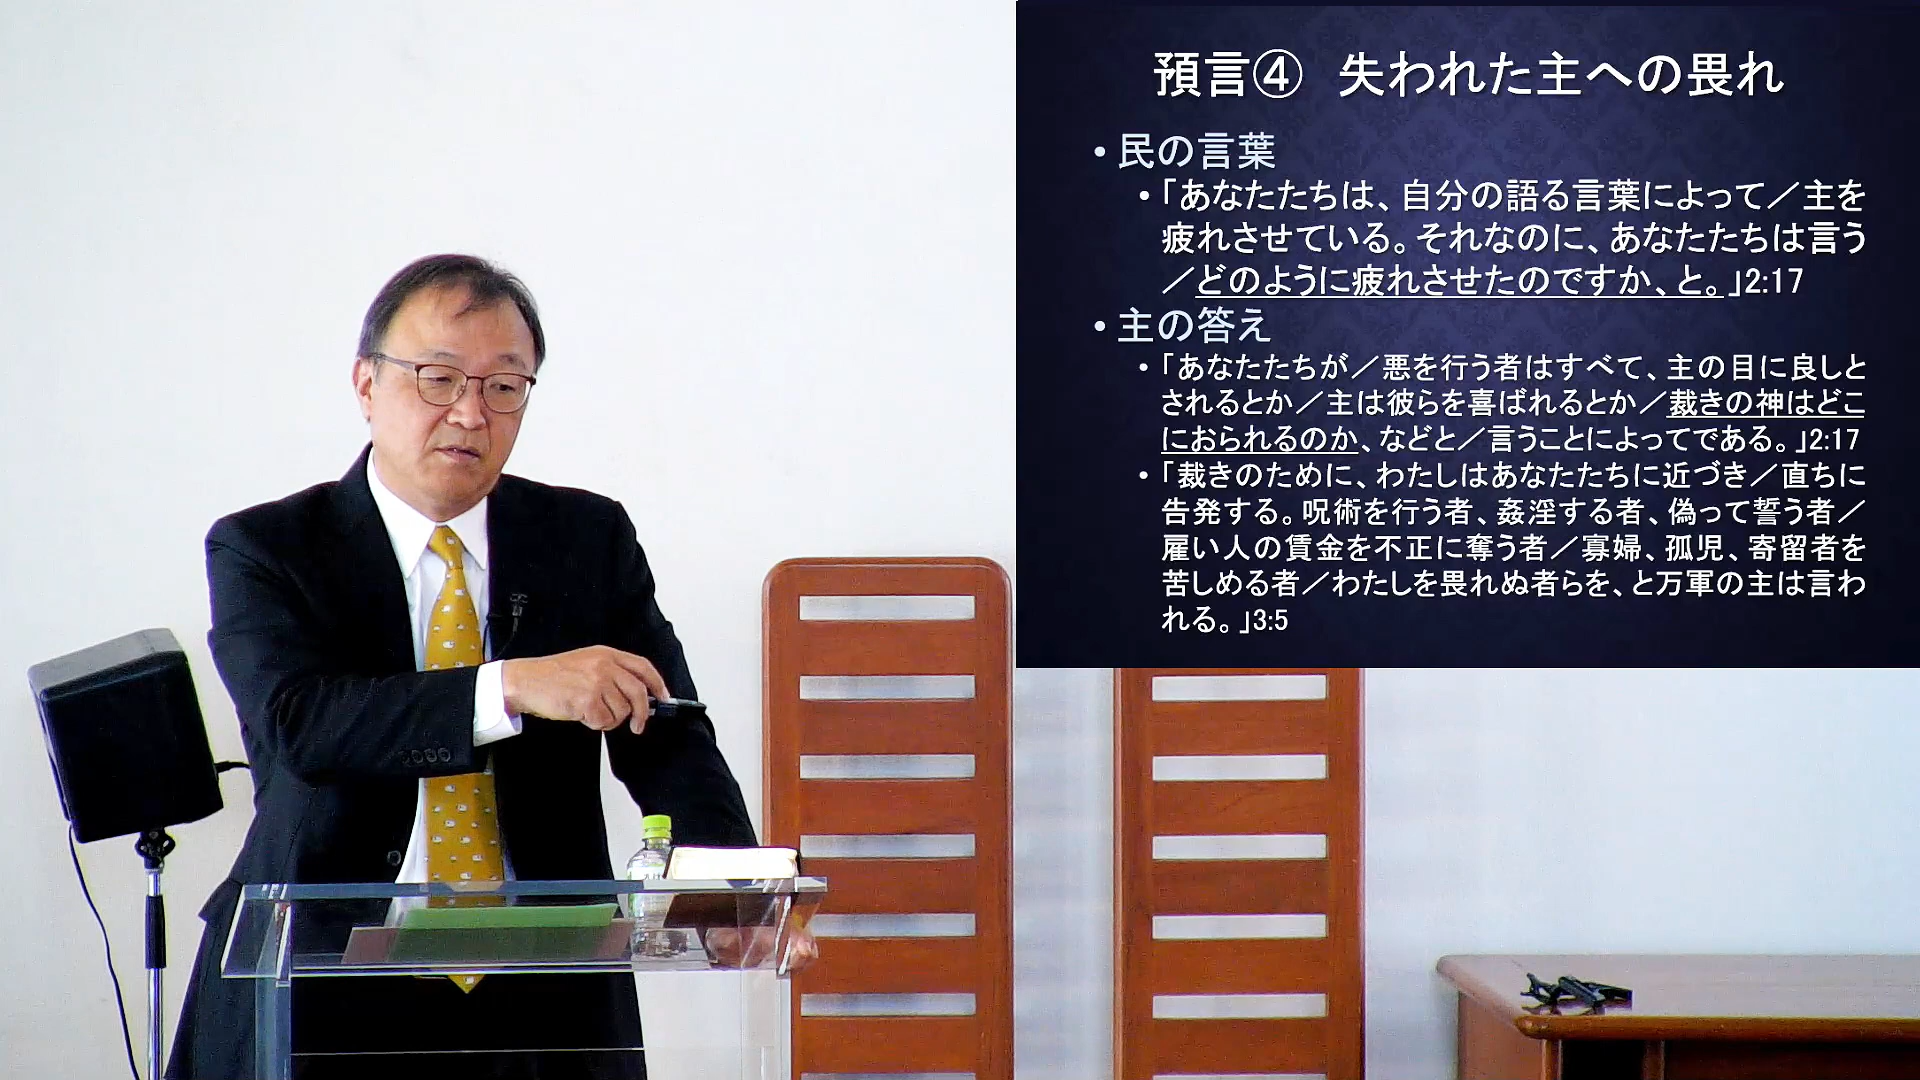 預言④　失われた主への畏れ
• 民の言葉
• 「あなたたちは、自分の語る言葉によって／主を
疲れさせている。それなのに、あなたたちは言う
／どのように疲れさせたのですか、と。」2:17
• 主の答え
• 「あなたたちが／悪を行う者はすべて、主の目に良しと
されるとか／主は彼らを喜ばれるとか／裁きの神はどこ
におられるのか、などと／言うことによってである。」2:17
• 「裁きのために、わたしはあなたたちに近づき／直ちに
告発する。呪術を行う者、姦淫する者、偽って誓う者／
雇い人の賃金を不正に奪う者／寡婦、孤児、寄留者を
苦しめる者／わたしを畏れぬ者らを、と万軍の主は言わ
れる。」3:5